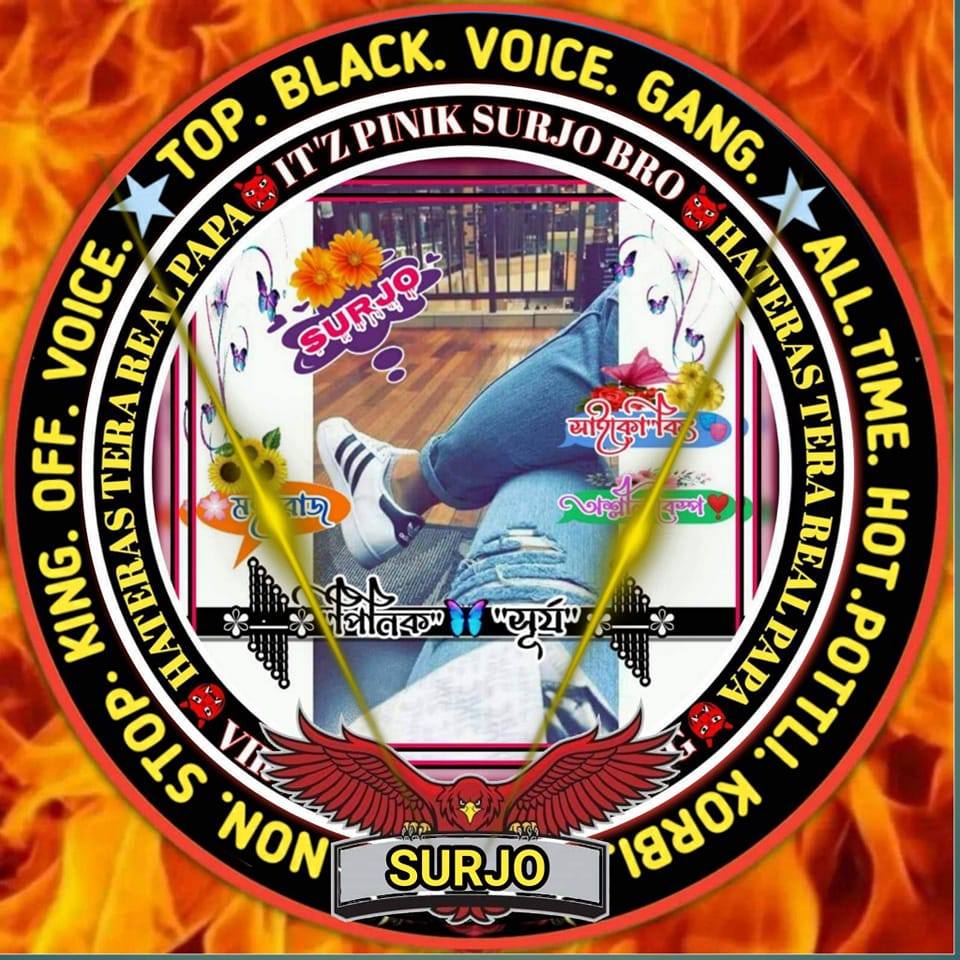 NON. STOP. KING. OFF. VOICE.
TOP. BLACK. VOICE. GANG.
ALL. TIME. HOT. POTTLI. KORBI.
HATERAS TERA REAL PAPA
IT'Z PINIK SURJO BRO
HATERAS TERA REAL PAPA
SURJO
"পিনিক" "সূর্য"
SURJO